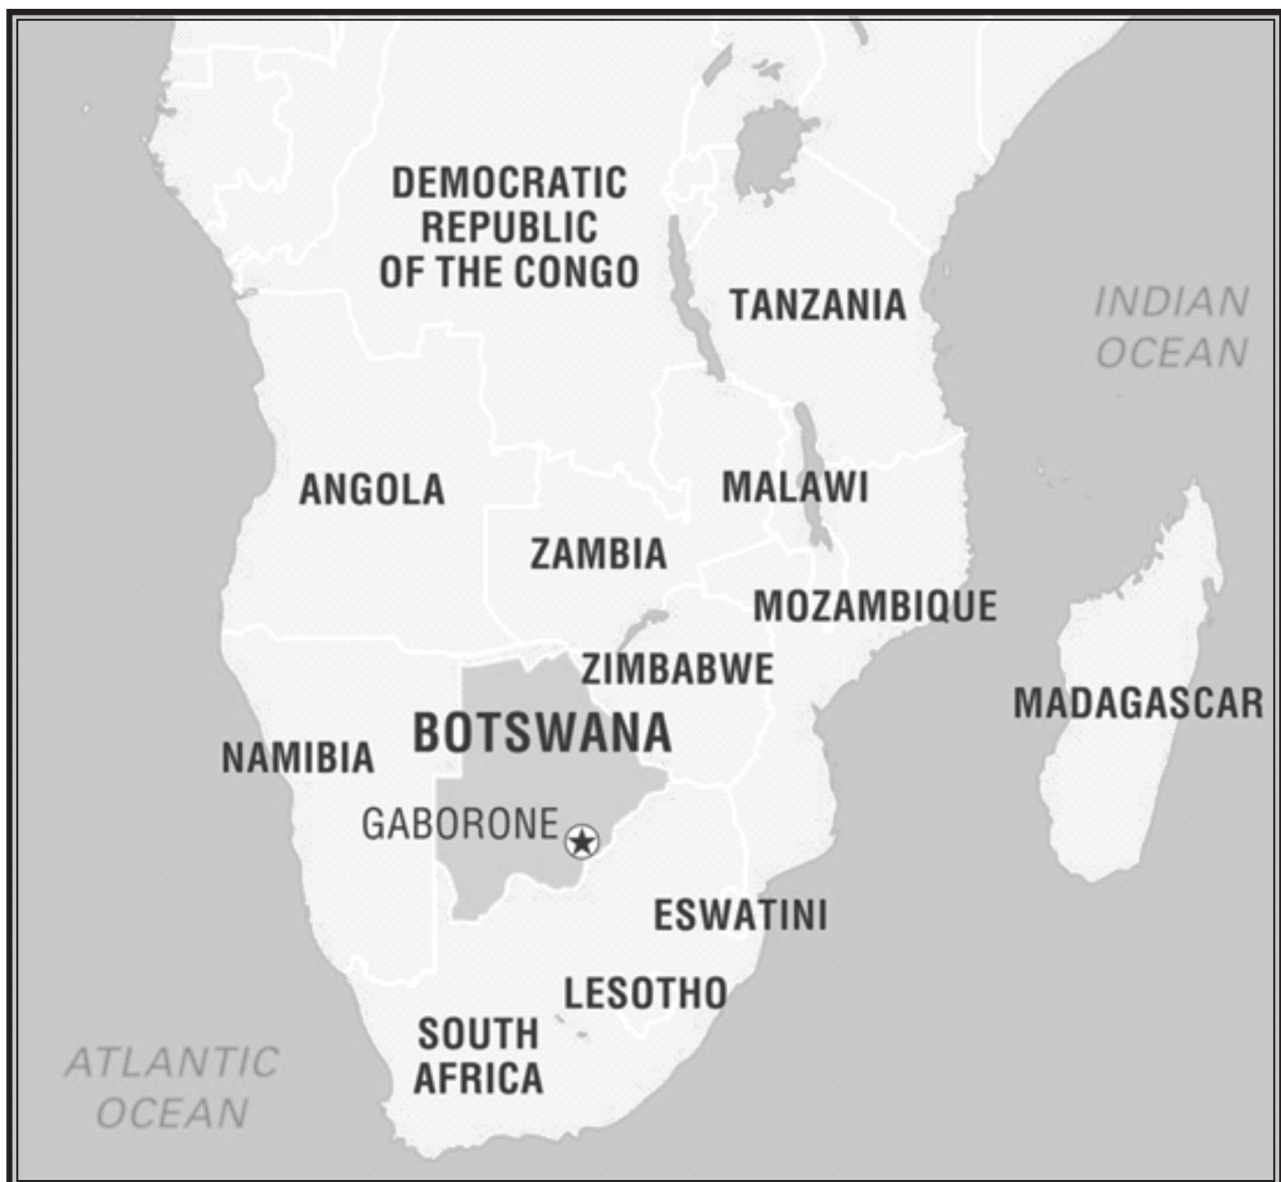 DEMOCRATIC
REPUBLIC
OF THE CONGO
TANZANIA
INDIAN
OCEAN
ANGOLA
MALAWI
ZAMBIA
MOZAMBIQUE
ZIMBABWE
MADAGASCAR
BOTSWANA
NAMIBIA
GABORONE
ESWATINI
LESOTHO
SOUTH
AFRICA
ATLANTIC
OCEAN